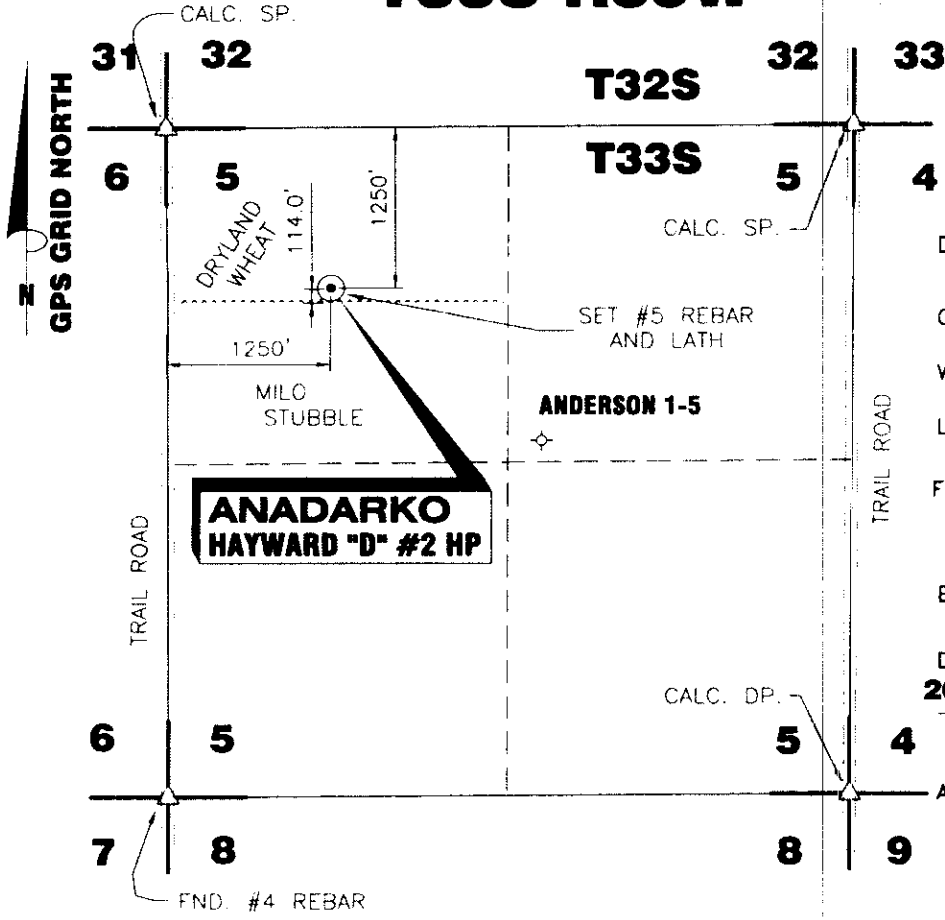 CALC. SP.
31 32
32 33
T32S
GPS GRID NORTH
N
T33S
6 5
5 4
1250'
114.0'
DRYLAND
WHEAT
CALC. SP.
SET #5 REBAR
AND LATH
1250'
MILO
STUBBLE
ANDERSON 1-5
TRAIL ROAD
ANADARKO
HAYWARD "D" #2 HP
TRAIL ROAD
CALC. DP.
6 5
5 4
7 8
8 9
FND. #4 REBAR